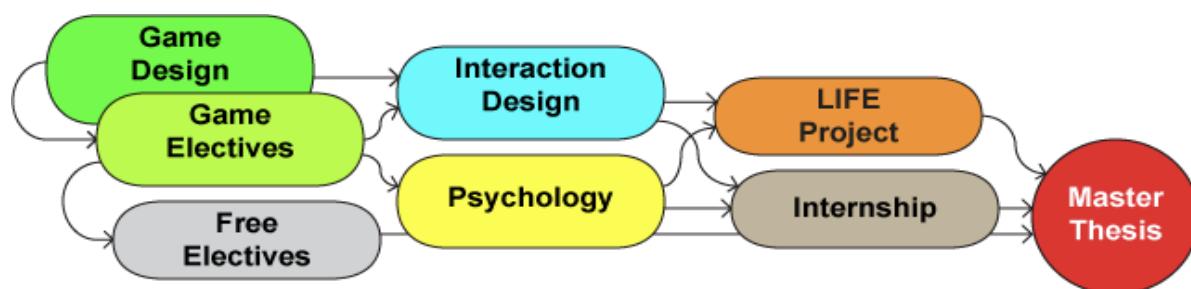 Game
Design
Game
Electives
Free
Electives
Interaction
Design
Psychology
LIFE
Project
Internship
Master
Thesis